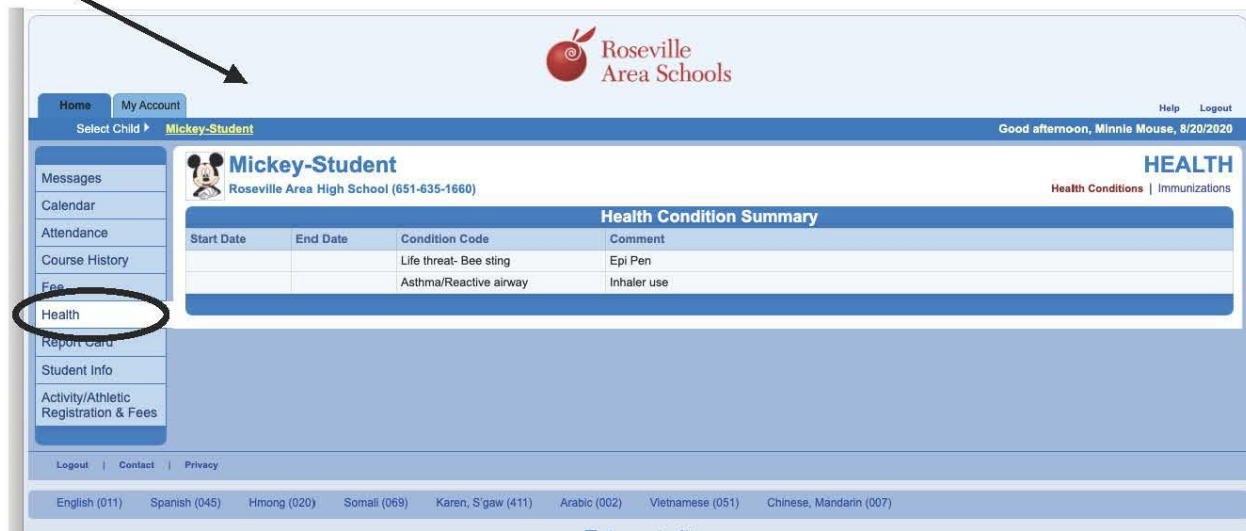 Roseville
Area Schools
Home My Account
Help Logout
Select Child Mickey-Student
Good afternoon, Minnie Mouse, 8/20/2020
Messages
Calendar
Attendance
Course History
Fee
Health
Report Card
Student Info
Activity/Athletic
Registration & Fees
Mickey-Student
Roseville Area High School (651-635-1660)
HEALTH
Health Conditions | Immunizations
Health Condition Summary
Start Date End Date Condition Code Comment
Life threat- Bee sting Epi Pen
Asthma/Reactive airway Inhaler use
Logout | Contact | Privacy
English (011) Spanish (045) Hmong (020) Somali (069) Karen, S'gaw (411) Arabic (002) Vietnamese (051) Chinese, Mandarin (007)